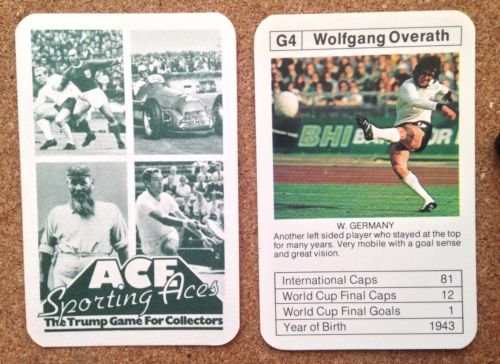 ACE
Sporting Aces
The Trump Game For Collectors
G4 Wolfgang Overath
BHI
W. GERMANY
Another left sided player who stayed at the top
for many years. Very mobile with a goal sense
and great vision.
International Caps 81
World Cup Final Caps 12
World Cup Final Goals 1
Year of Birth 1943